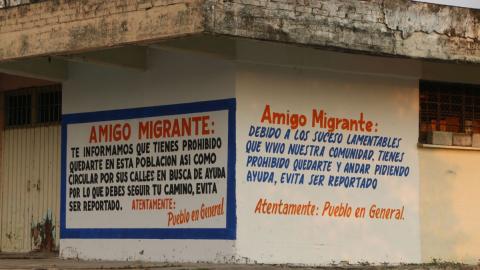 AMIGO MIGRANTE:
TE INFORMAMOS QUE TIENES PROHIBIDO
QUEDARTE EN ESTA POBLACION ASI COMO
CIRCULAR POR SUS CALLES EN BUSCA DE AYUDA
POR LO QUE DEBES SEGUIR TU CAMINO, EVITA
SER REPORTADO. ATENTAMENTE:
Pueblo en General
Amigo Migrante:
DEBIDO A LOS SUCESO LAMENTABLES
QUE VIVIO NUESTRA COMUNIDAD. TIENES
PROHIBIDO QUEDARTE Y ANDAR PIDIENDO
AYUDA, EVITA SER REPORTADO
Atentamente: Pueblo en General.